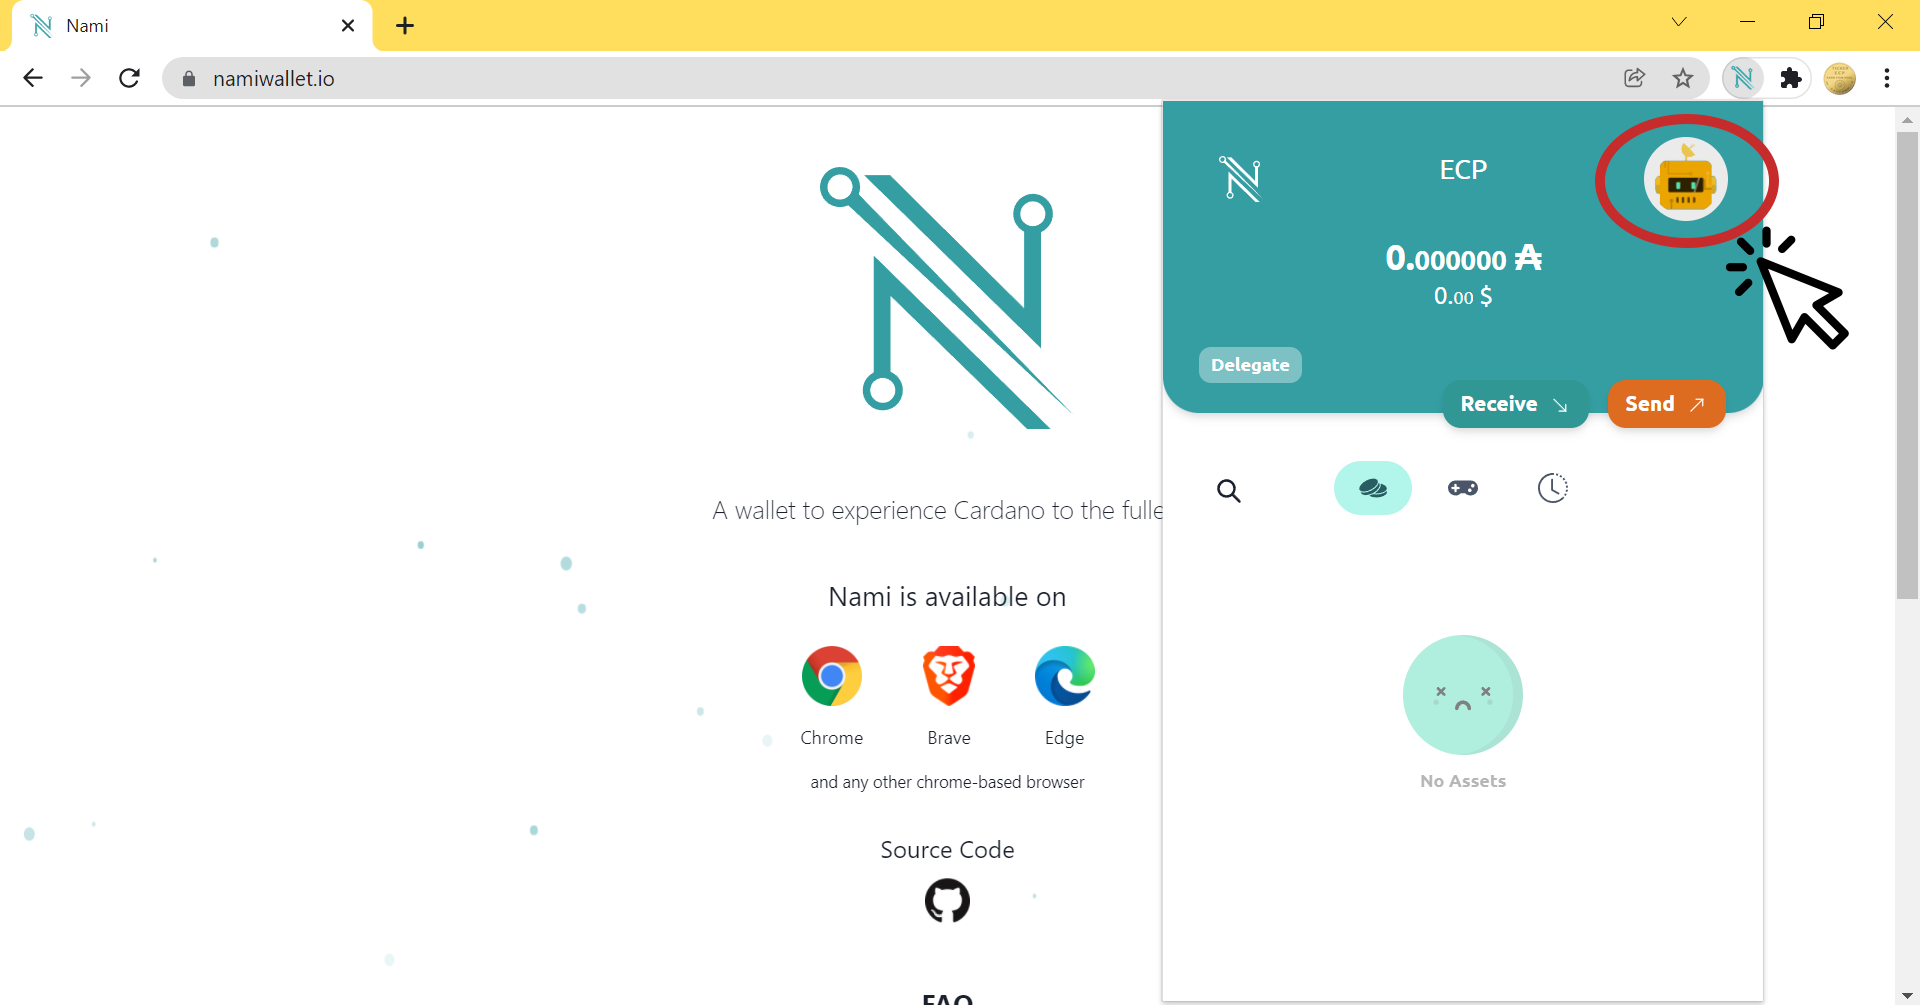 Nami
namiwallet.io
ECP
0.000000 ₳
0.00 $
Delegate
Receive
Send
No Assets
A wallet to experience Cardano to the fulle
Nami is available on
Chrome
Brave
Edge
and any other chrome-based browser
Source Code
FAQ